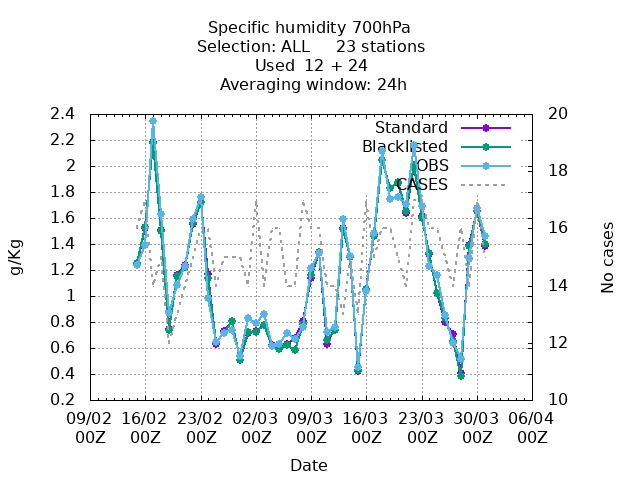 Specific humidity 700hPa
Selection: ALL     23 stations
Used  12 + 24
Averaging window: 24h
Standard
Blacklisted
OBS
CASES
g/Kg
2.4
2.2
2
1.8
1.6
1.4
1.2
1
0.8
0.6
0.4
0.2
No cases
20
18
16
14
12
10
09/02 16/02 23/02 02/03 09/03 16/03 23/03 30/03 06/04
00Z 00Z 00Z 00Z 00Z 00Z 00Z 00Z 00Z
Date